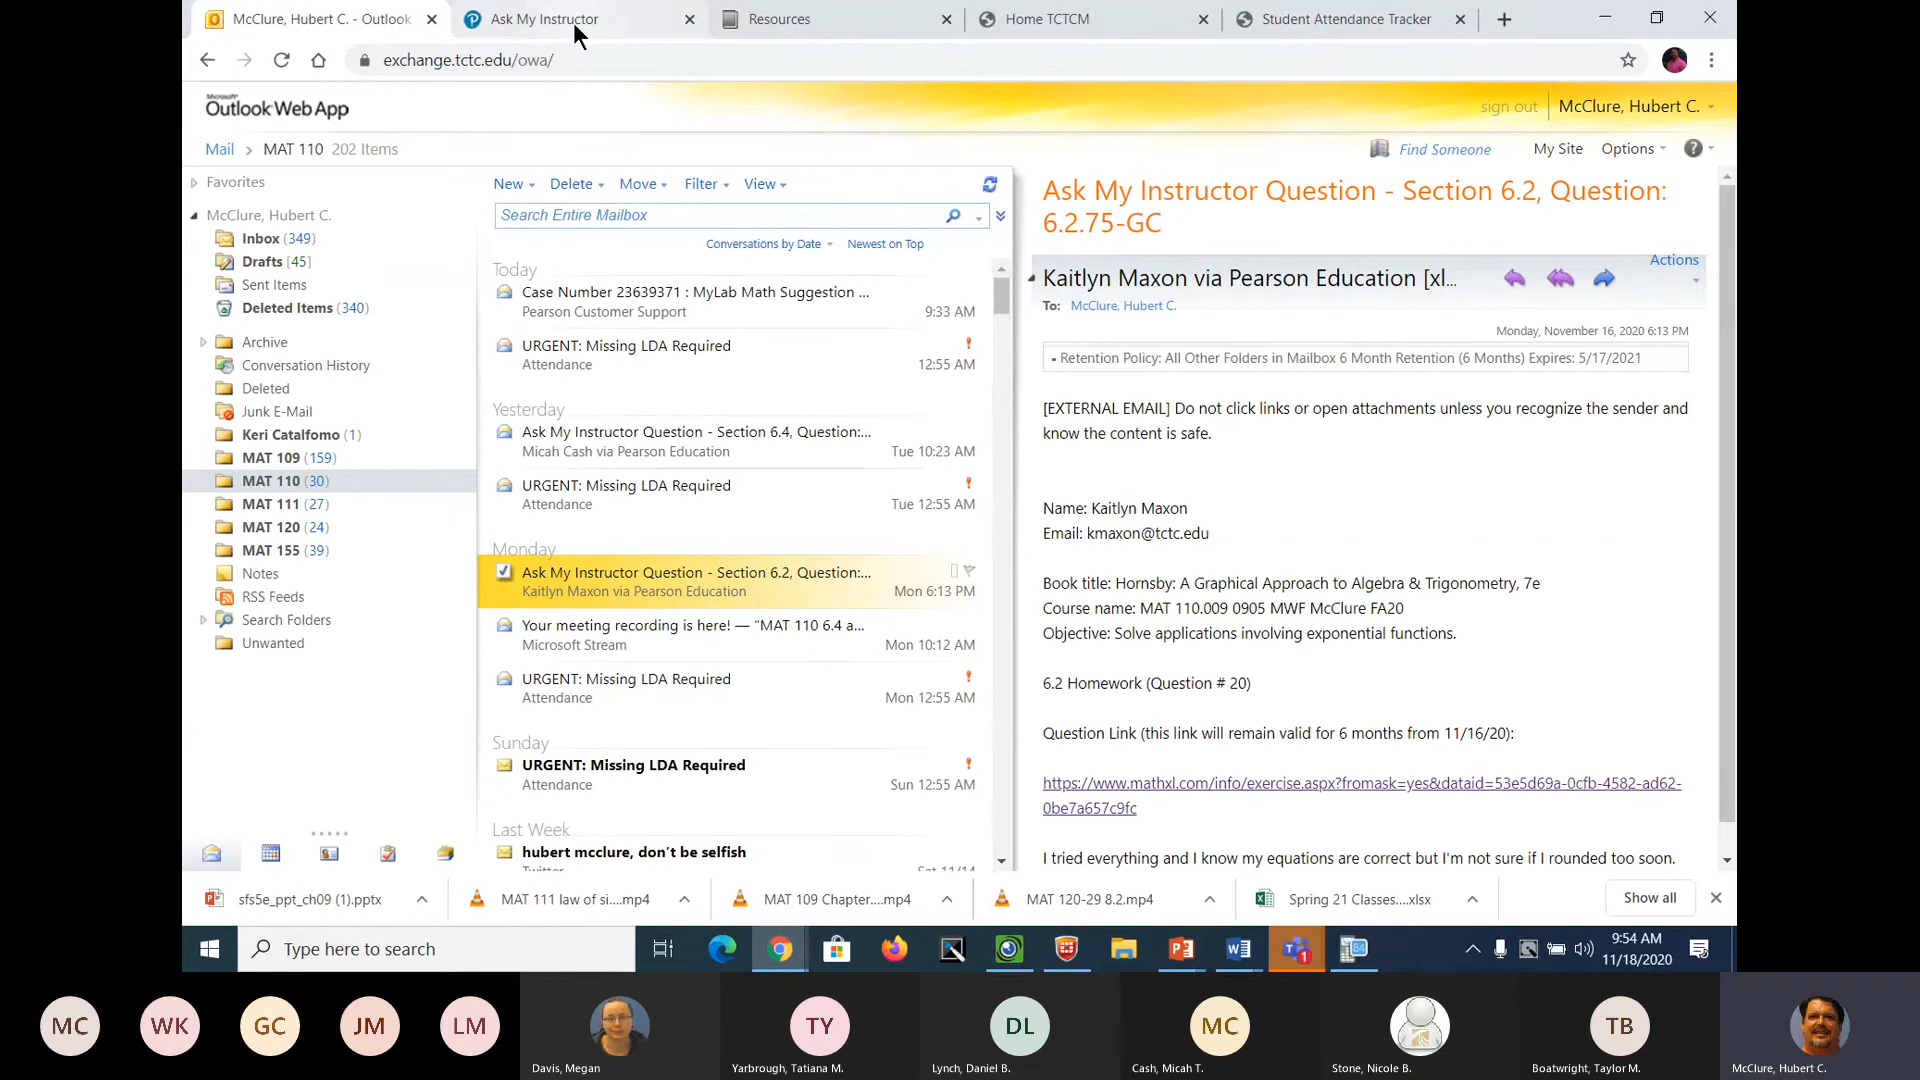 McClure, Hubert C. - Outlook
Ask My Instructor
Resources
Home TCTCM
Student Attendance Tracker
exchange.tctc.edu/owa/
Microsoft
Outlook Web App
sign out
McClure, Hubert C.
Mail > MAT 110 202 Items
Find Someone
My Site
Options
Favorites
McClure, Hubert C.
Inbox (349)
Drafts [45]
Sent Items
Deleted Items (340)
Archive
Conversation History
Deleted
Junk E-Mail
Keri Catalfomo (1)
MAT 109 (159)
MAT 110 (30)
MAT 111 (27)
MAT 120 (24)
MAT 155 (39)
Notes
RSS Feeds
Search Folders
Unwanted
New Delete Move Filter View
Search Entire Mailbox
Conversations by Date Newest on Top
Today
Case Number 23639371 : MyLab Math Suggestion ...
Pearson Customer Support 9:33 AM
URGENT: Missing LDA Required
Attendance 12:55 AM
Yesterday
Ask My Instructor Question - Section 6.4, Question:...
Micah Cash via Pearson Education Tue 10:23 AM
URGENT: Missing LDA Required
Attendance Tue 12:55 AM
Monday
Ask My Instructor Question - Section 6.2, Question:...
Kaitlyn Maxon via Pearson Education Mon 6:13 PM
Your meeting recording is here! — "MAT 110 6.4 a...
Microsoft Stream Mon 10:12 AM
URGENT: Missing LDA Required
Attendance Mon 12:55 AM
Sunday
URGENT: Missing LDA Required
Attendance Sun 12:55 AM
Last Week
hubert mcclure, don't be selfish
Twitter Sat 11/14
Ask My Instructor Question - Section 6.2, Question:
6.2.75-GC
Actions
Kaitlyn Maxon via Pearson Education [xl...
To: McClure, Hubert C.
Monday, November 16, 2020 6:13 PM
Retention Policy: All Other Folders in Mailbox 6 Month Retention (6 Months) Expires: 5/17/2021
[EXTERNAL EMAIL] Do not click links or open attachments unless you recognize the sender and
know the content is safe.
Name: Kaitlyn Maxon
Email: kmaxon@tctc.edu
Book title: Hornsby: A Graphical Approach to Algebra & Trigonometry, 7e
Course name: MAT 110.009 0905 MWF McClure FA20
Objective: Solve applications involving exponential functions.
6.2 Homework (Question # 20)
Question Link (this link will remain valid for 6 months from 11/16/20):
https://www.mathxl.com/info/exercise.aspx?fromask=yes&dataid=53e5d69a-0cfb-4582-ad62-
0be7a657c9fc
I tried everything and I know my equations are correct but I'm not sure if I rounded too soon.
sfs5e_ppt_ch09 (1).pptx
MAT 111 law of si....mp4
MAT 109 Chapter....mp4
MAT 120-29 8.2.mp4
Spring 21 Classes....xlsx
Show all
Type here to search
9:54 AM
11/18/2020
MC
WK
GC
JM
LM
Davis, Megan
TY
Yarbrough, Tatiana M.
DL
Lynch, Daniel B.
MC
Cash, Micah T.
Stone, Nicole B.
TB
Boatwright, Taylor M.
McClure, Hubert C.